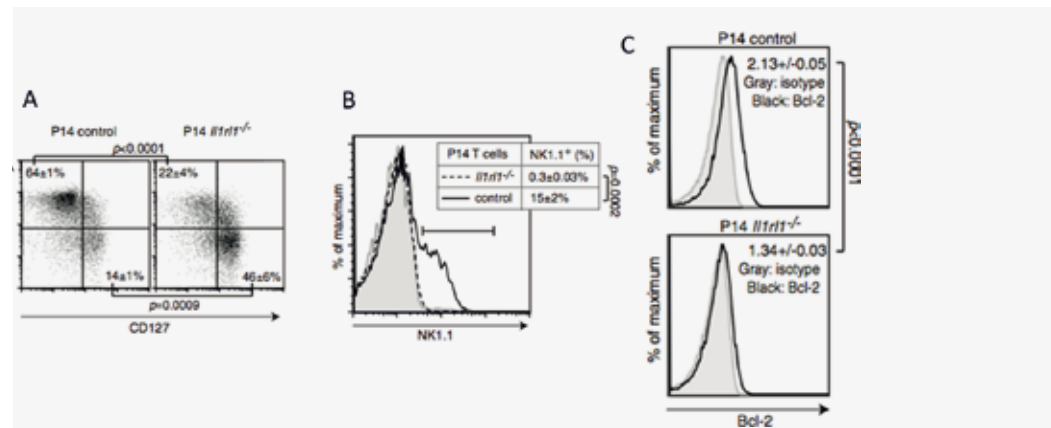 A
P14 control
P14 Il1rl1-/-
p<0.0001
64±1%
22±4%
14±1%
46±6%
p=0.0009
CD127
B
P14 T cells
NK1.1+ (%)
Il1rl1-/-
0.3±0.03%
control
15±2%
p=0.0002
% of maximum
NK1.1
C
P14 control
2.13+/-0.05
Gray: isotype
Black: Bcl-2
% of maximum
p<0.0001
P14 Il1rl1-/-
1.34+/-0.03
Gray: isotype
Black: Bcl-2
% of maximum
Bcl-2